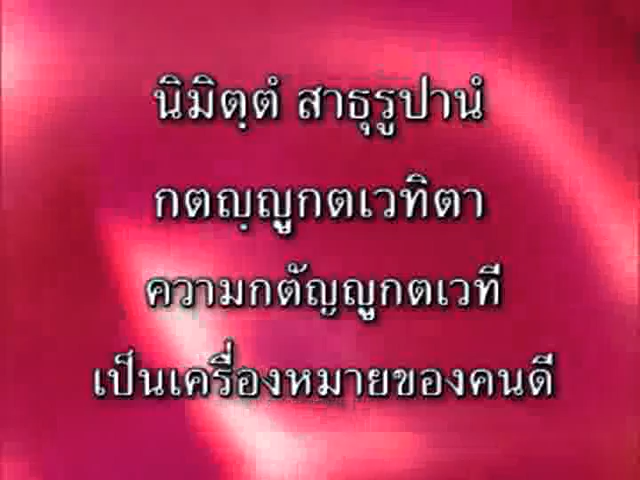 นิมิตฺตํ สาธุรูปานํ
กตญฺญูกตเวทิตา
ความกตัญญูกตเวที
เป็นเครื่องหมายของคนดี